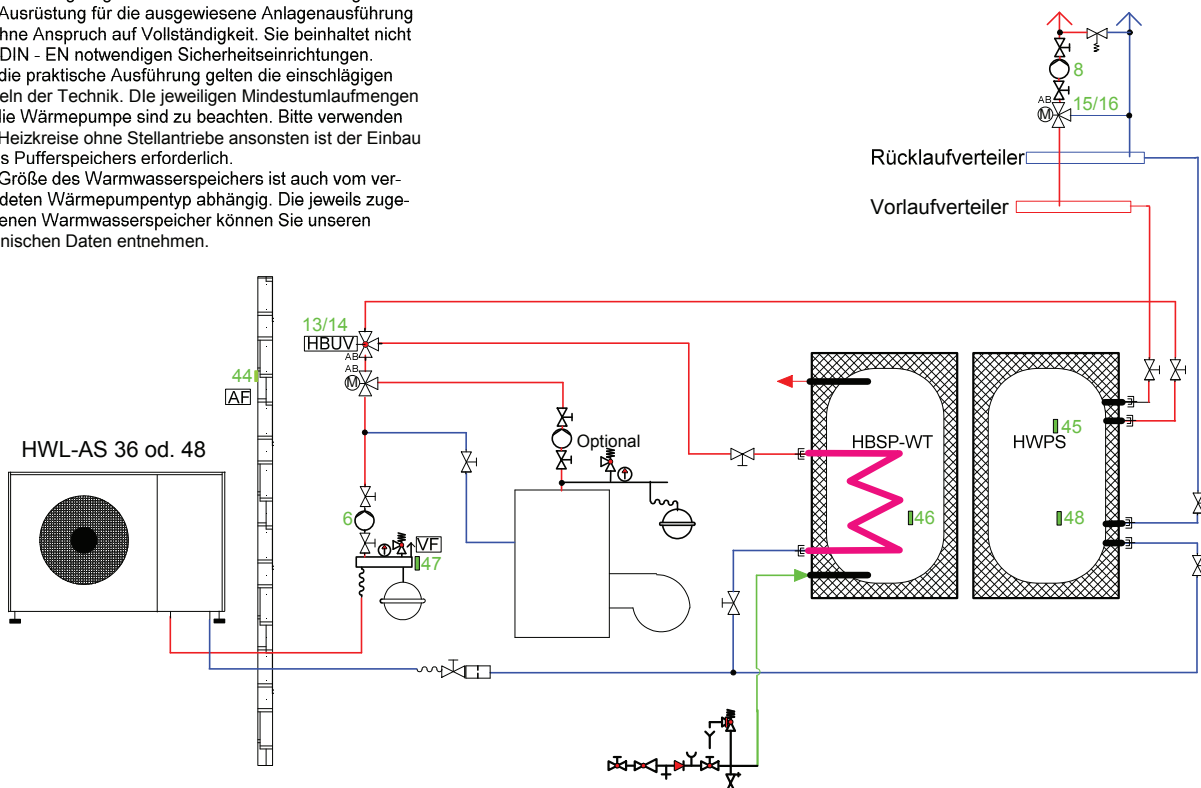 Ausrüstung für die ausgewiesene Anlagenausführung
hne Anspruch auf Vollständigkeit. Sie beinhaltet nicht
DIN - EN notwendigen Sicherheitseinrichtungen.
die praktische Ausführung gelten die einschlägigen
eln der Technik. DIe jeweiligen Mindestumlaufmengen
lie Wärmepumpe sind zu beachten. Bitte verwenden
Heizkreise ohne Stellantriebe ansonsten ist der Einbau
s Pufferspeichers erforderlich.
Größe des Warmwasserspeichers ist auch vom ver-
deten Wärmepumpentyp abhängig. Die jeweils zuge-
enen Warmwasserspeicher können Sie unseren
nischen Daten entnehmen.
8
AB
15/16
M
Rücklaufverteiler
Vorlaufverteiler
13/14
HBUV
AB
AB
M
44
AF
HWL-AS 36 od. 48
Optional
HBSP-WT
45
HWPS
6
46
48
VF
47